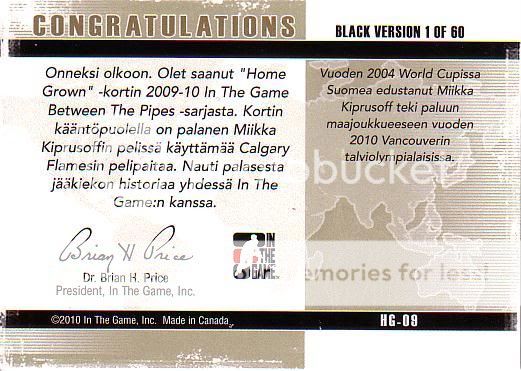 CONGRATULATIONS
BLACK VERSION 1 OF 60
Onneksi olkoon. Olet saanut "Home
Grown" -kortin 2009-10 In The Game
Between The Pipes -sarjasta. Kortin
kääntöpuolella on palanen Miikka
Kiprusoffin pelissä käyttämää Calgary
Flamesin pelipaitaa. Nauti palasesta
jääkiekon historiaa yhdessä In The
Game:n kanssa.
Vuoden 2004 World Cupissa
Suomea edustanut Miikka
Kiprusoff teki paluun
maajoukkueeseen vuoden
2010 Vancouverin
talviolympialaisissa.
Brian H Price
Dr. Brian H. Price
President, In The Game, Inc.
IN
THE
GAME
emories for less!
©2010 In The Game, Inc. Made in Canada.
HG-09